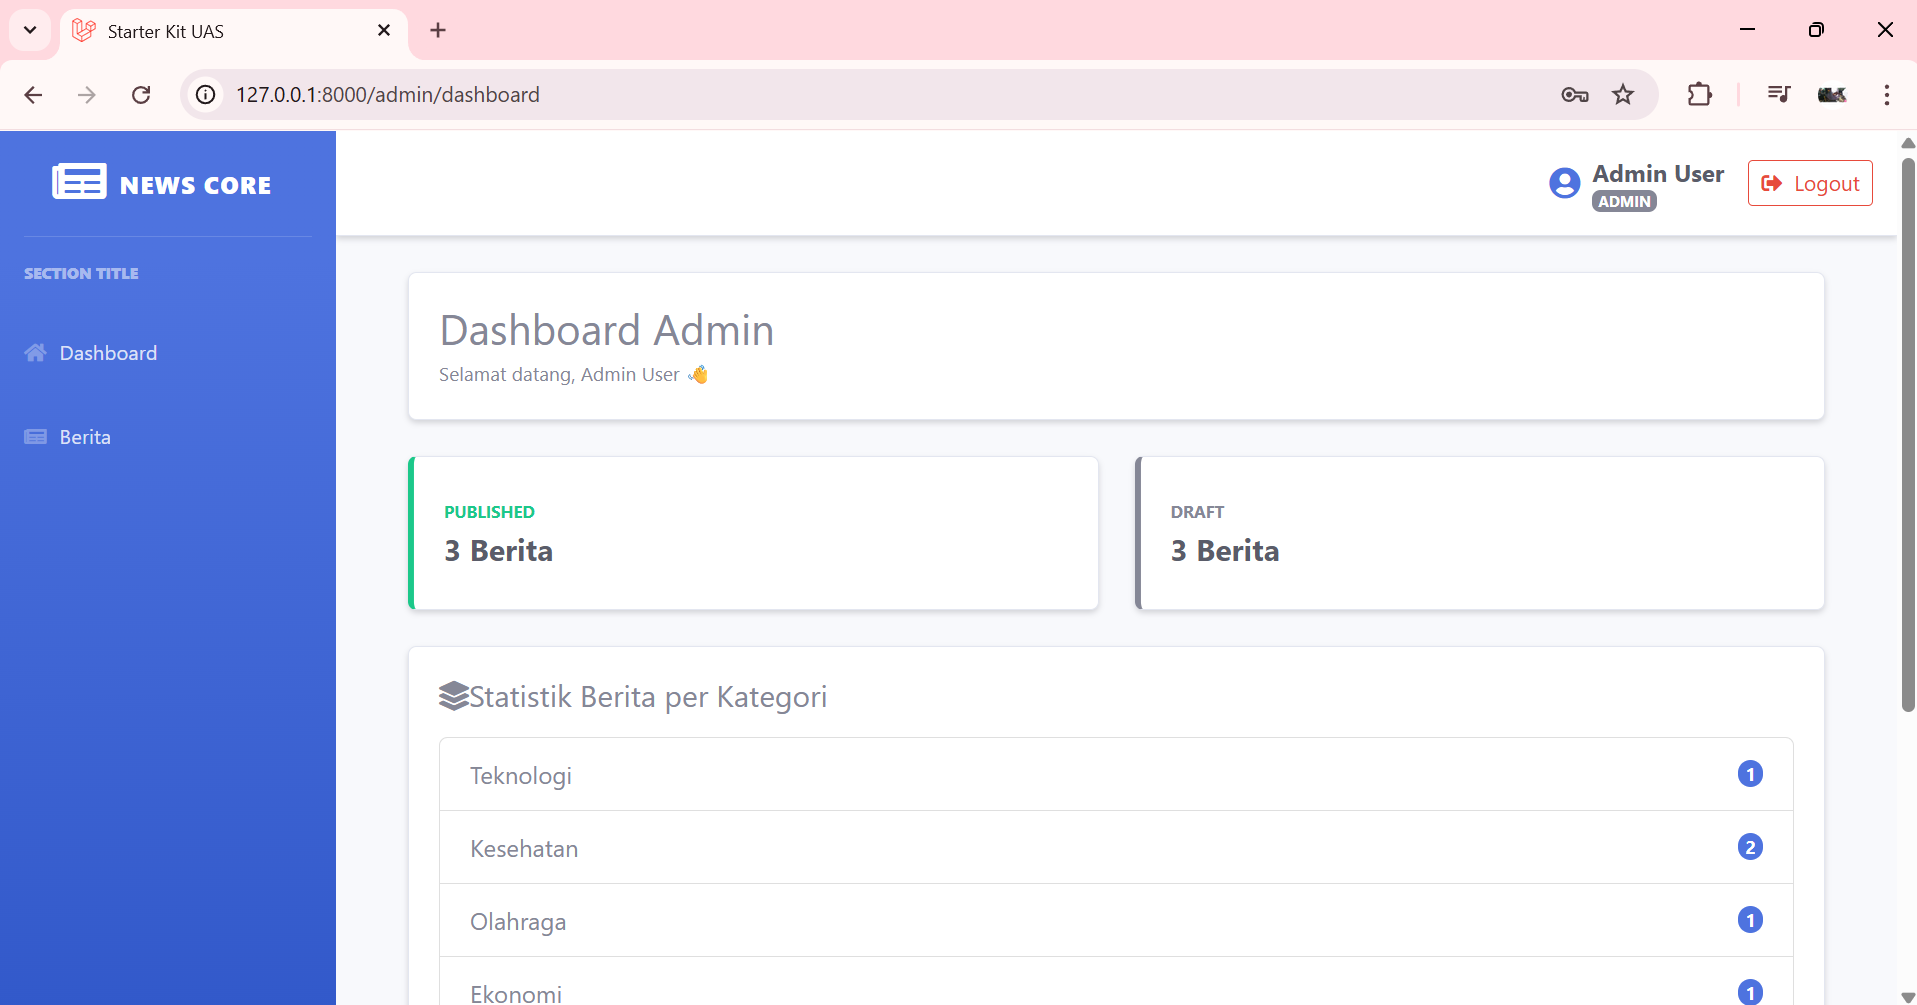 Starter Kit UAS
127.0.0.1:8000/admin/dashboard
NEWS CORE
Admin User
ADMIN
Logout
SECTION TITLE
Dashboard
Berita
Dashboard Admin
Selamat datang, Admin User 👋
PUBLISHED
3 Berita
DRAFT
3 Berita
Statistik Berita per Kategori
Teknologi 1
Kesehatan 2
Olahraga 1
Ekonomi 1